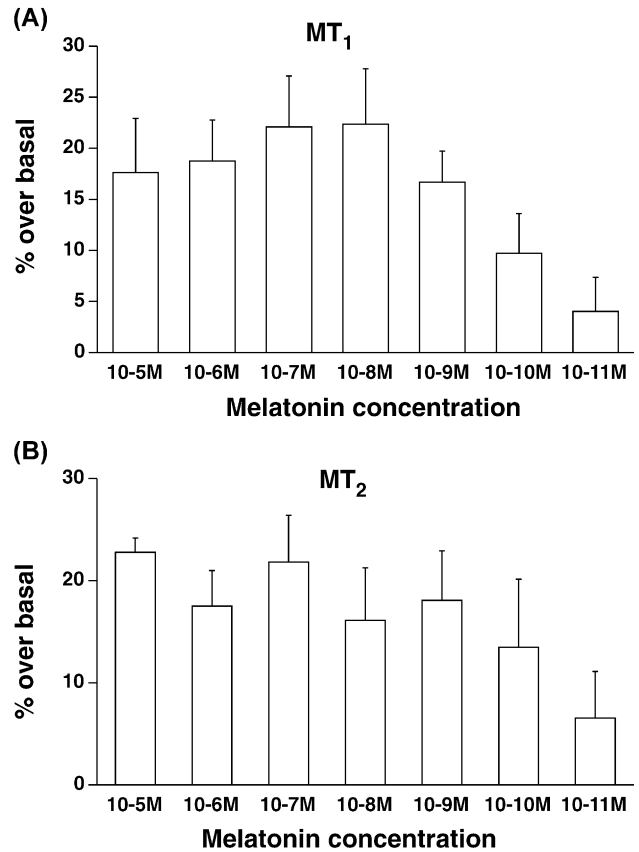 (A)
MT1
% over basal
30
25
20
15
10
5
0
10-5M 10-6M 10-7M 10-8M 10-9M 10-10M 10-11M
Melatonin concentration
(B)
MT2
% over basal
30
20
10
0
10-5M 10-6M 10-7M 10-8M 10-9M 10-10M 10-11M
Melatonin concentration